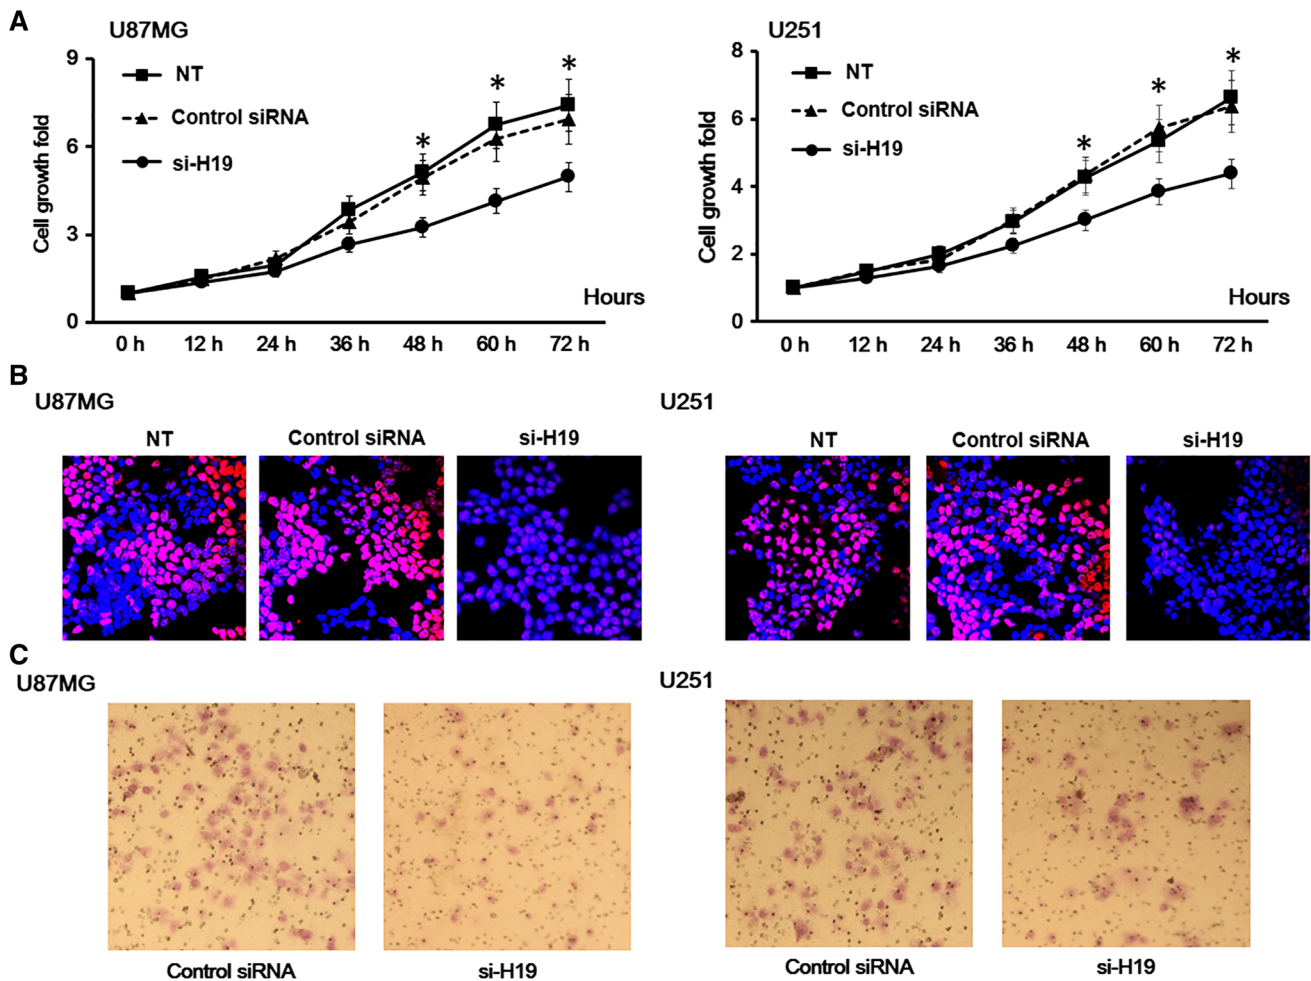 A
U87MG
9
6
3
0
Cell growth fold
NT
Control siRNA
si-H19
* * *
Hours
0 h 12 h 24 h 36 h 48 h 60 h 72 h
U251
8
6
4
2
0
Cell growth fold
NT
Control siRNA
si-H19
* * *
Hours
0 h 12 h 24 h 36 h 48 h 60 h 72 h
B
U87MG
NT Control siRNA si-H19
U251
NT Control siRNA si-H19
C
U87MG
Control siRNA si-H19
U251
Control siRNA si-H19